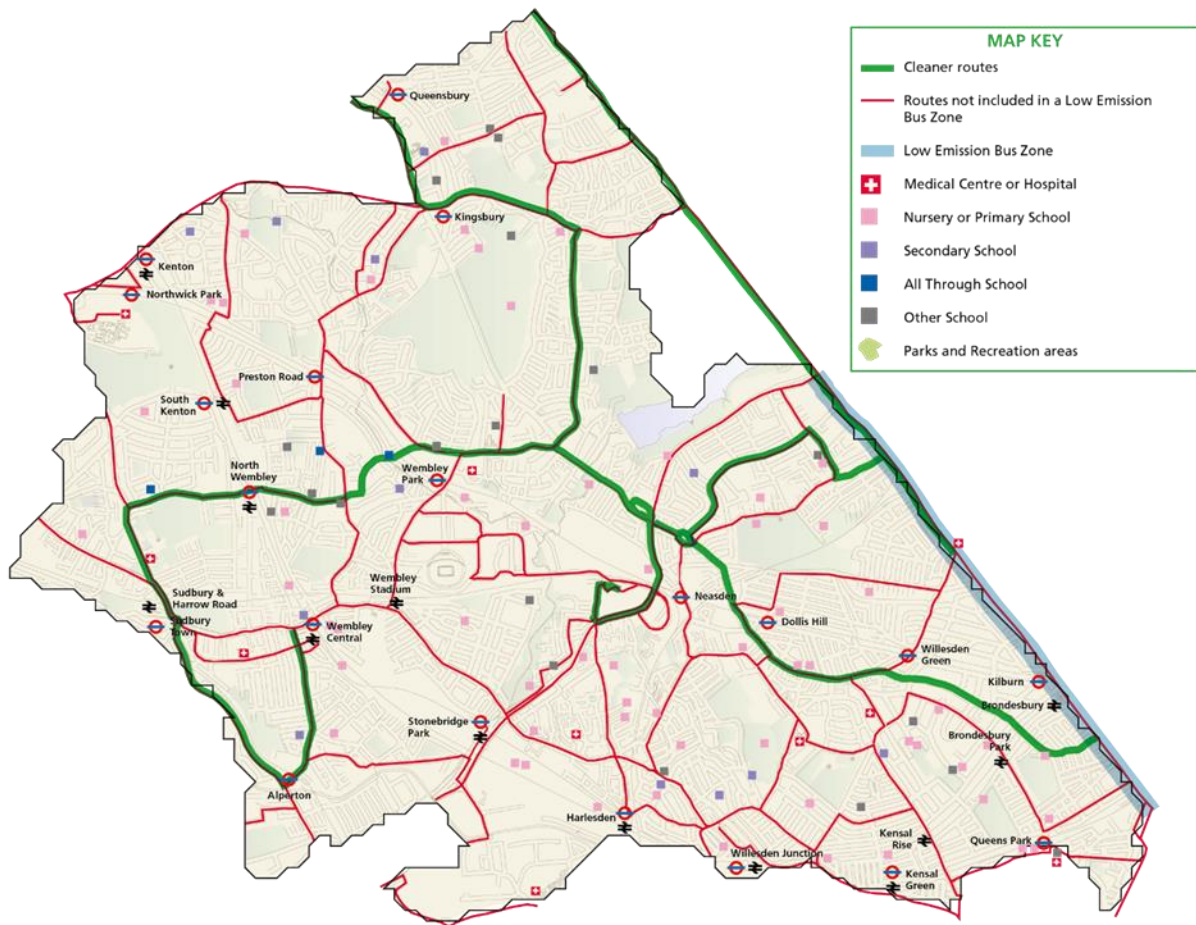 MAP KEY
Cleaner routes
Routes not included in a Low Emission
Bus Zone
Low Emission Bus Zone
Medical Centre or Hospital
Nursery or Primary School
Secondary School
All Through School
Other School
Parks and Recreation areas
Queensbury
Kingsbury
Kenton
Northwick Park
Preston Road
South
Kenton
North
Wembley
Wembley
Park
Wembley
Stadium
Sudbury &
Harrow Road
Sudbury
Town
Wembley
Central
Neasden
Dollis Hill
Willesden
Green
Kilburn
Brondesbury
Stonebridge
Park
Brondesbury
Park
Alperton
Harlesden
Willesden Junction
Kensal
Rise
Queens Park
Kensal
Green